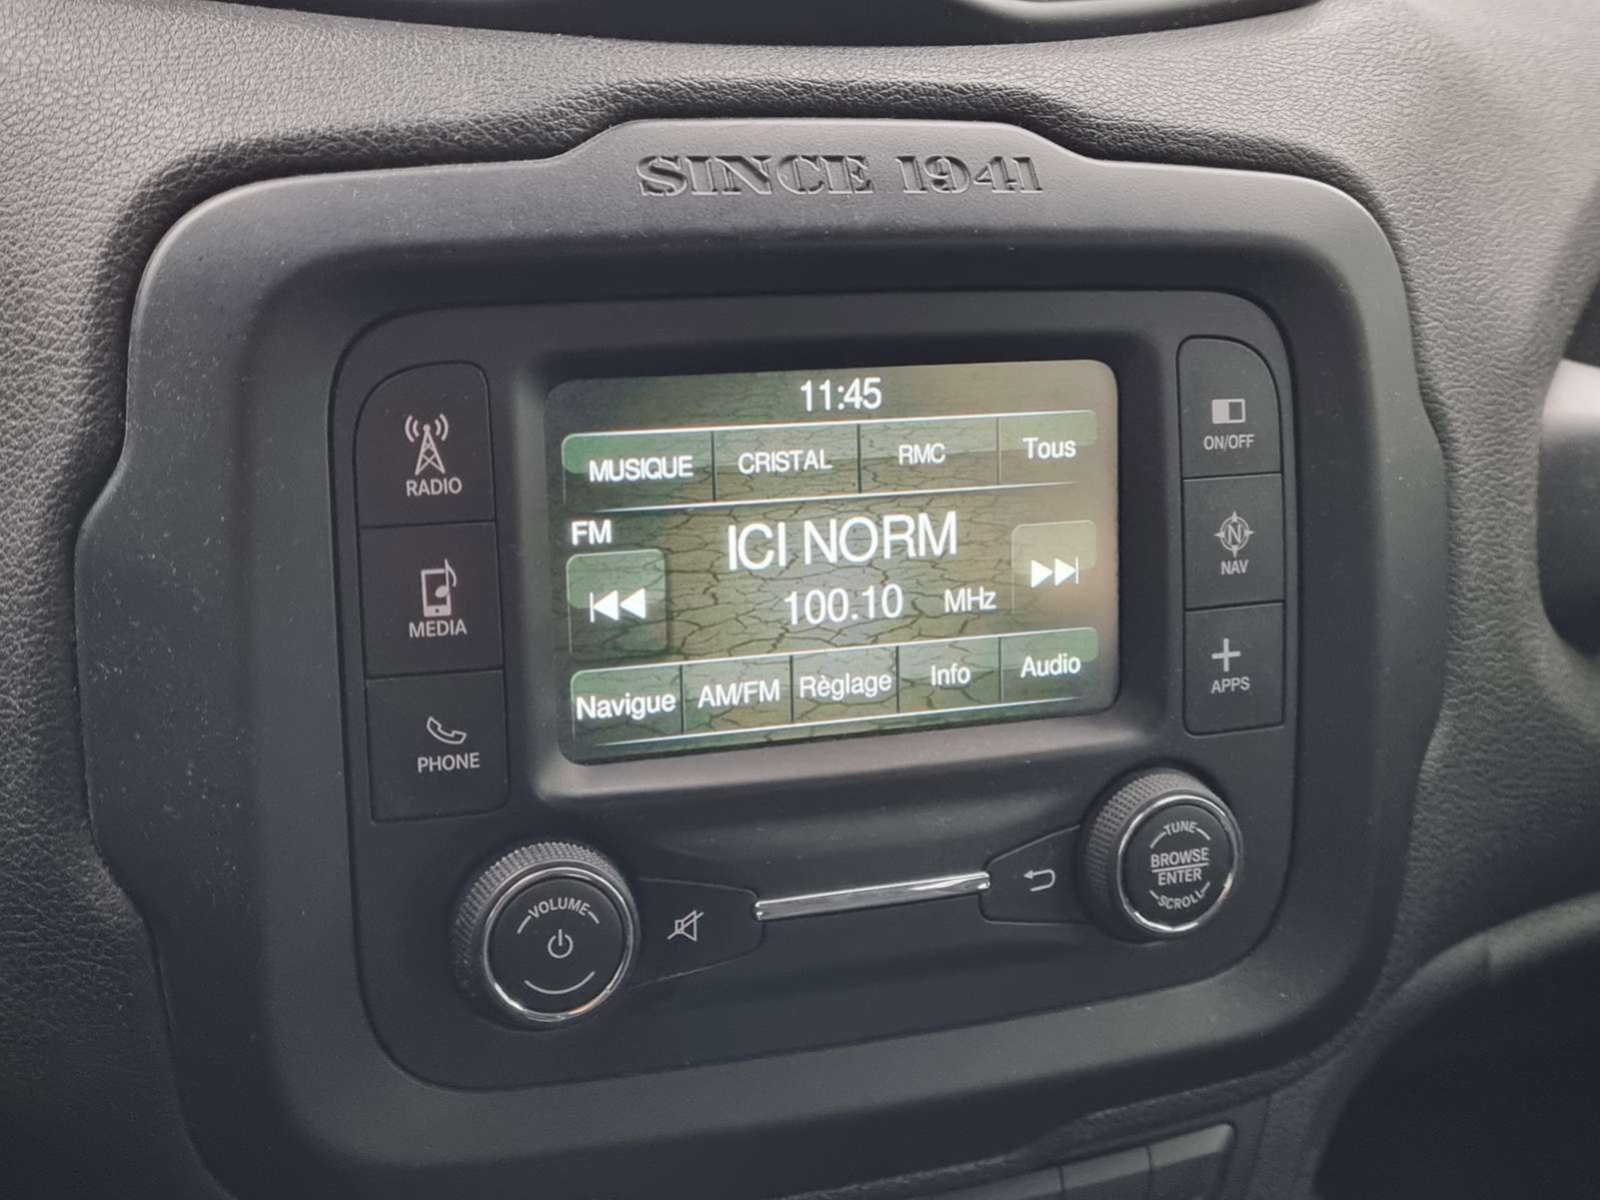 SINCE 1941
11:45
MUSIQUE CRISTAL RMC Tous
FM
ICI NORM
100.10 MHz
Navigue AM/FM Règlage Info Audio
RADIO
MEDIA
PHONE
ON/OFF
N
NAV
APPS
VOLUME
TUNE
BROWSE
ENTER
SCROLL